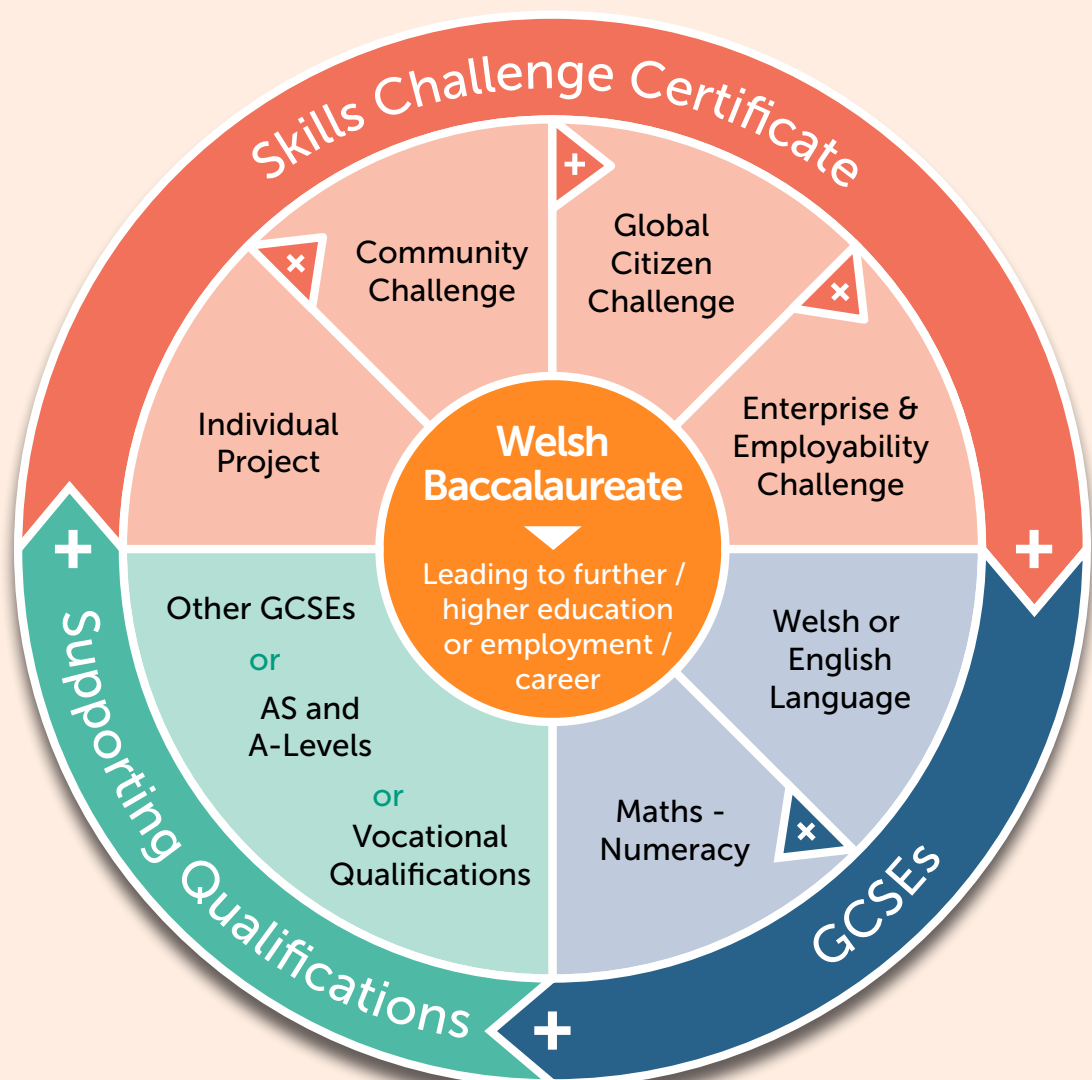 Skills Challenge Certificate
+
Community
Challenge
+
Global
Citizen
Challenge
+
Individual
Project
+
Enterprise &
Employability
Challenge
+
Welsh
Baccalaureate
Leading to further /
higher education
or employment /
career
+
GCSEs
Welsh or
English
Language
+
Maths -
Numeracy
+
Supporting Qualifications
Other GCSEs
or
AS and
A-Levels
or
Vocational
Qualifications